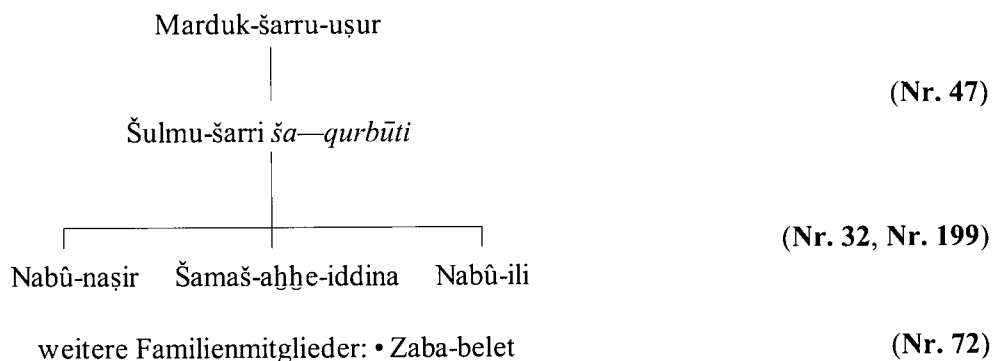 Marduk-šarru-uṣur
(Nr. 47)
Šulmu-šarri ša—qurbūti
(Nr. 32, Nr. 199)
Nabû-naṣir Šamaš-aḫḫe-iddina Nabû-ili
weitere Familienmitglieder: • Zaba-belet (Nr. 72)